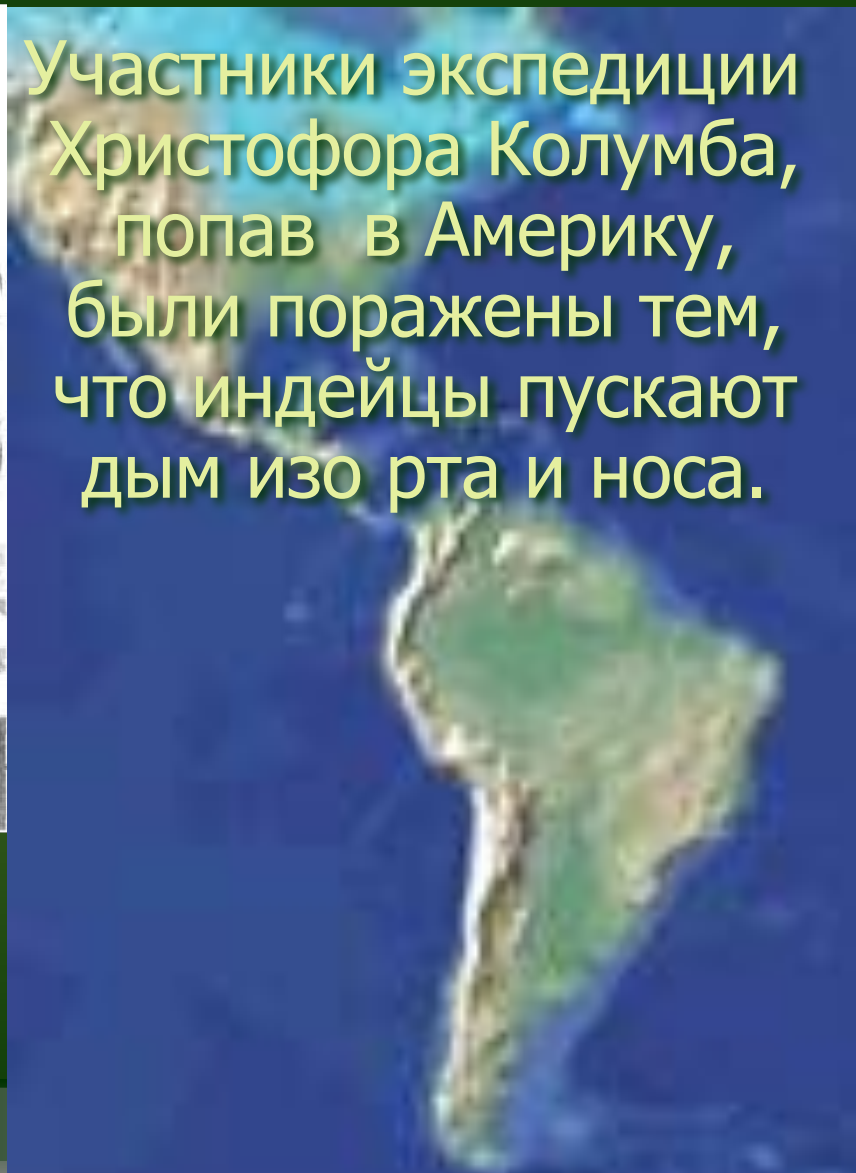 Участники экспедиции
Христофора Колумба,
попав  в Америку,
были поражены тем,
что индейцы пускают
дым изо рта и носа.